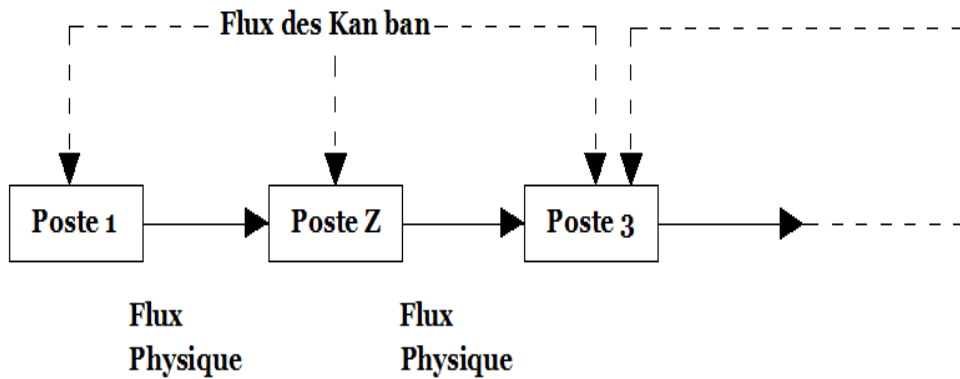 Flux des Kan ban
Poste 1
Poste Z
Poste 3
Flux
Physique
Flux
Physique